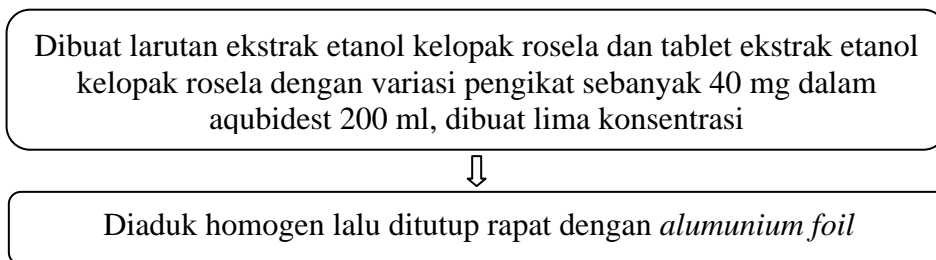 Dibuat larutan ekstrak etanol kelopak rosela dan tablet ekstrak etanol
kelopak rosela dengan variasi pengikat sebanyak 40 mg dalam
aqubidest 200 ml, dibuat lima konsentrasi
Diaduk homogen lalu ditutup rapat dengan alumunium foil